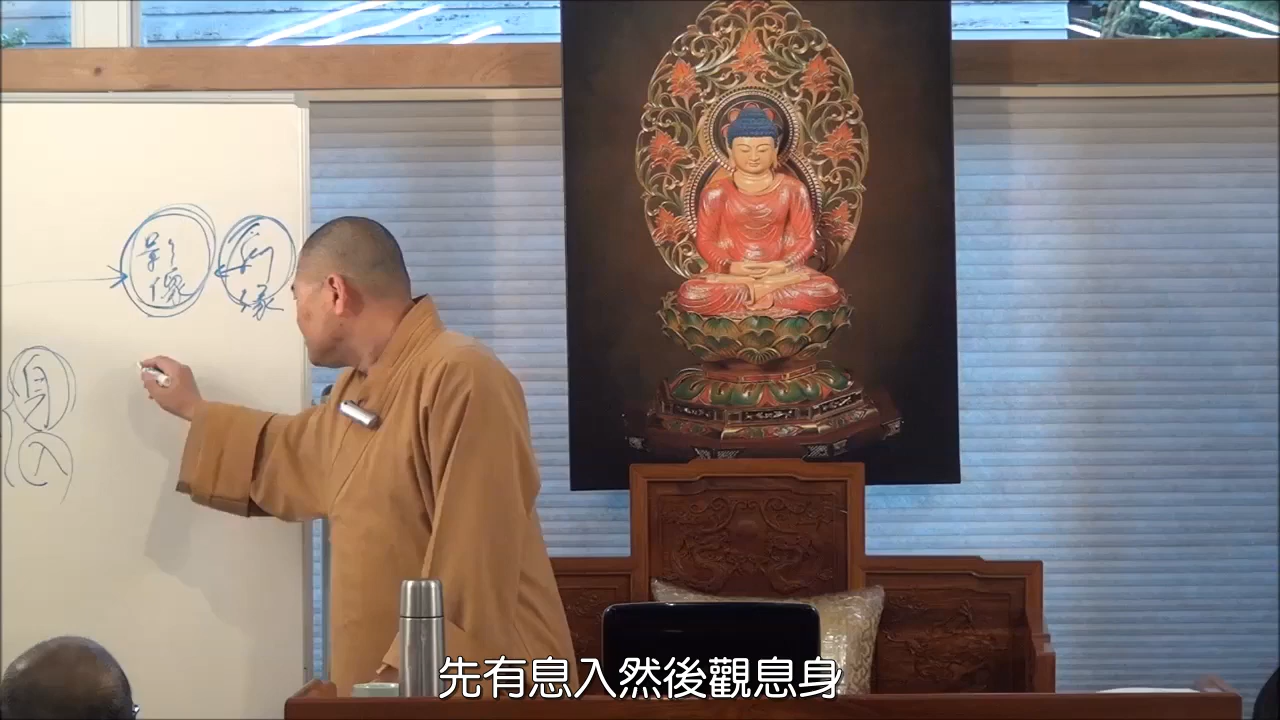 影像
所緣
身
入
先有息入然後觀息身